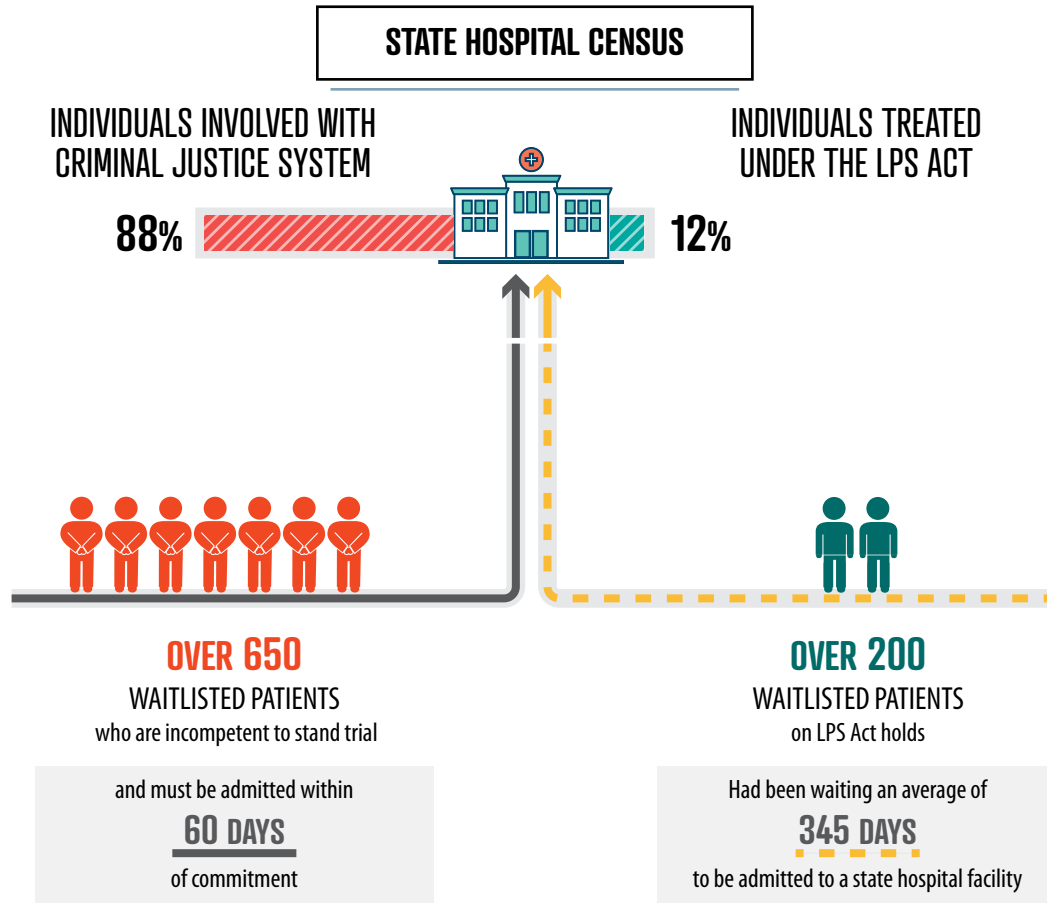 STATE HOSPITAL CENSUS
INDIVIDUALS INVOLVED WITH
CRIMINAL JUSTICE SYSTEM
88%
INDIVIDUALS TREATED
UNDER THE LPS ACT
12%
OVER 650
WAITLISTED PATIENTS
who are incompetent to stand trial
and must be admitted within
60 DAYS
of commitment
OVER 200
WAITLISTED PATIENTS
on LPS Act holds
Had been waiting an average of
345 DAYS
to be admitted to a state hospital facility